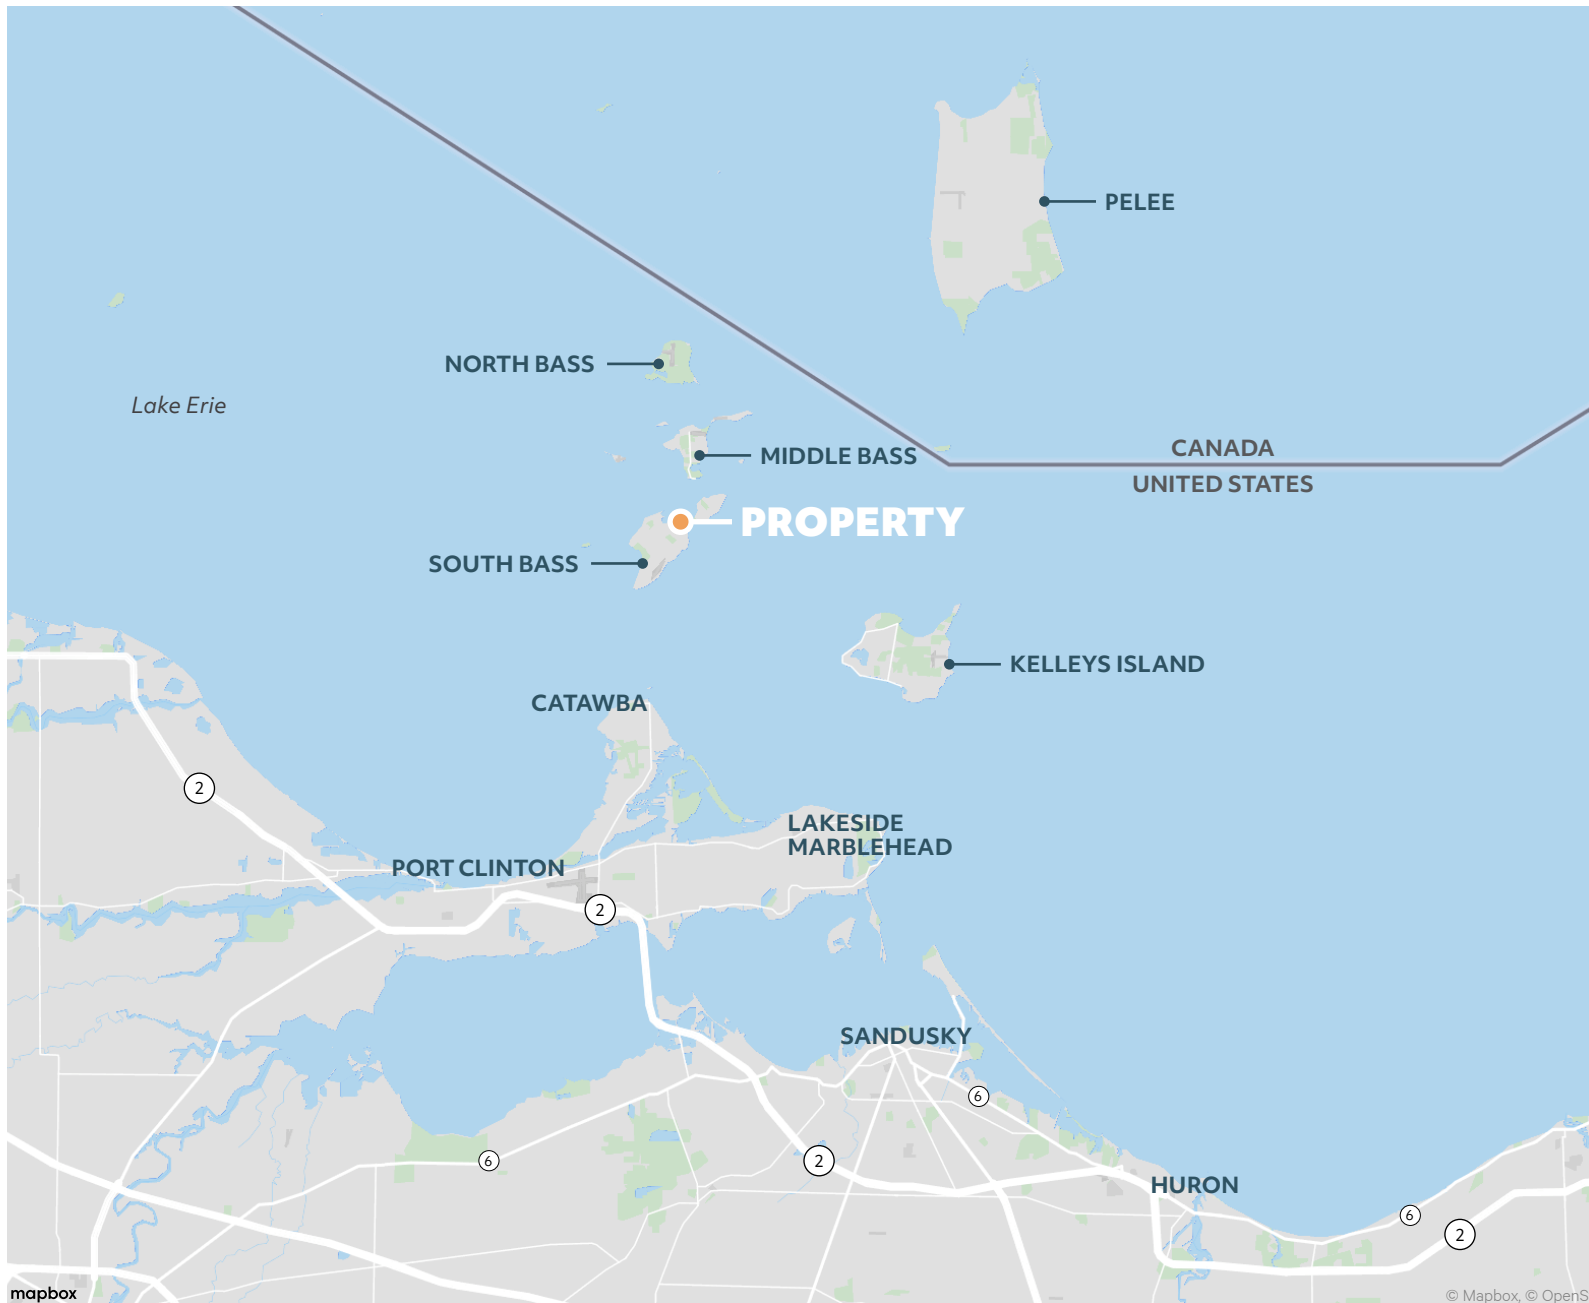 PELEE
NORTH BASS
Lake Erie
CANADA
MIDDLE BASS
UNITED STATES
PROPERTY
SOUTH BASS
KELLEYS ISLAND
CATAWBA
2
LAKESIDE
MARBLEHEAD
PORT CLINTON
2
SANDUSKY
6
6
2
HURON
6
2
mapbox
© Mapbox, © OpenS